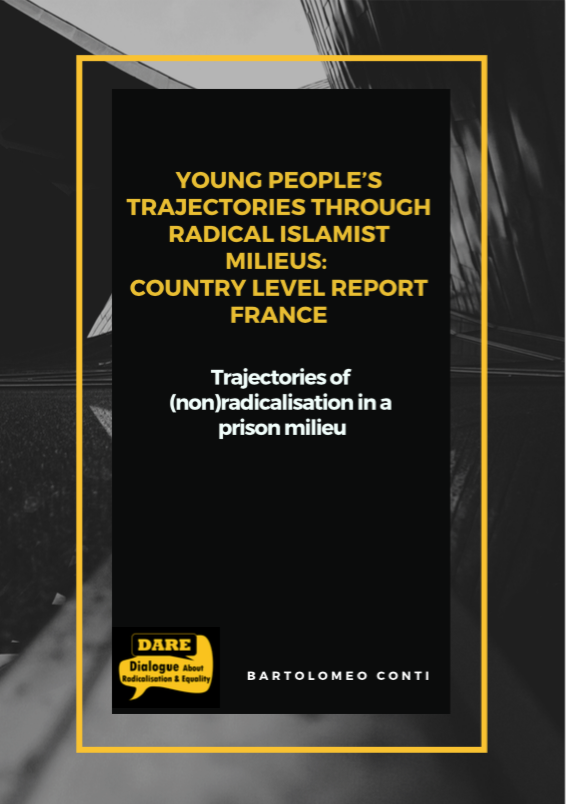 YOUNG PEOPLE'S
TRAJECTORIES THROUGH
RADICAL ISLAMIST
MILIEUS:
COUNTRY LEVEL REPORT
FRANCE
Trajectories of
(non)radicalisation in a
prison milieu
DARE
Dialogue About
Radicalisation & Equality
BARTOLOMEO CONTI